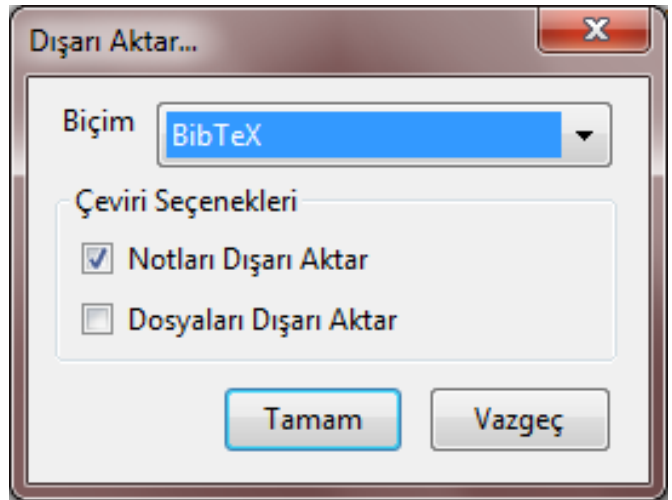 Dışarı Aktar...
Biçim BibTeX
Çeviri Seçenekleri
Notları Dışarı Aktar
Dosyaları Dışarı Aktar
Tamam Vazgeç